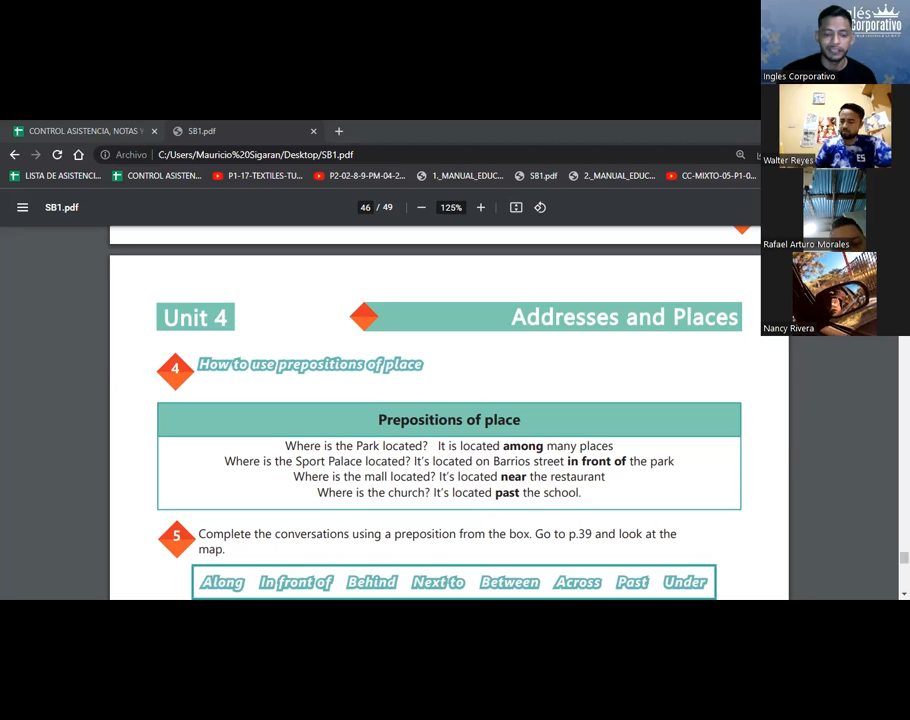 Inglés
Corporativo
Ingles Corporativo
CONTROL ASISTENCIA, NOTAS Y
SB1.pdf
Archivo
C:/Users/Mauricio%20Sigaran/Desktop/SB1.pdf
LISTA DE ASISTENCI...
CONTROL ASISTEN...
P1-17-TEXTILES-TU...
P2-02-8-9-PM-04-2...
1._MANUAL_EDUC...
SB1.pdf
2._MANUAL_EDUC...
CC-MIXTO-05-P1-0...
Walter Reyes
SB1.pdf
46 / 49
125%
Rafael Arturo Morales
Nancy Rivera
Unit 4
Addresses and Places
4 How to use prepositions of place
Prepositions of place
Where is the Park located? It is located among many places
Where is the Sport Palace located? It's located on Barrios street in front of the park
Where is the mall located? It's located near the restaurant
Where is the church? It's located past the school.
5 Complete the conversations using a preposition from the box. Go to p.39 and look at the
map.
Along In front of Behind Next to Between Across Past Under